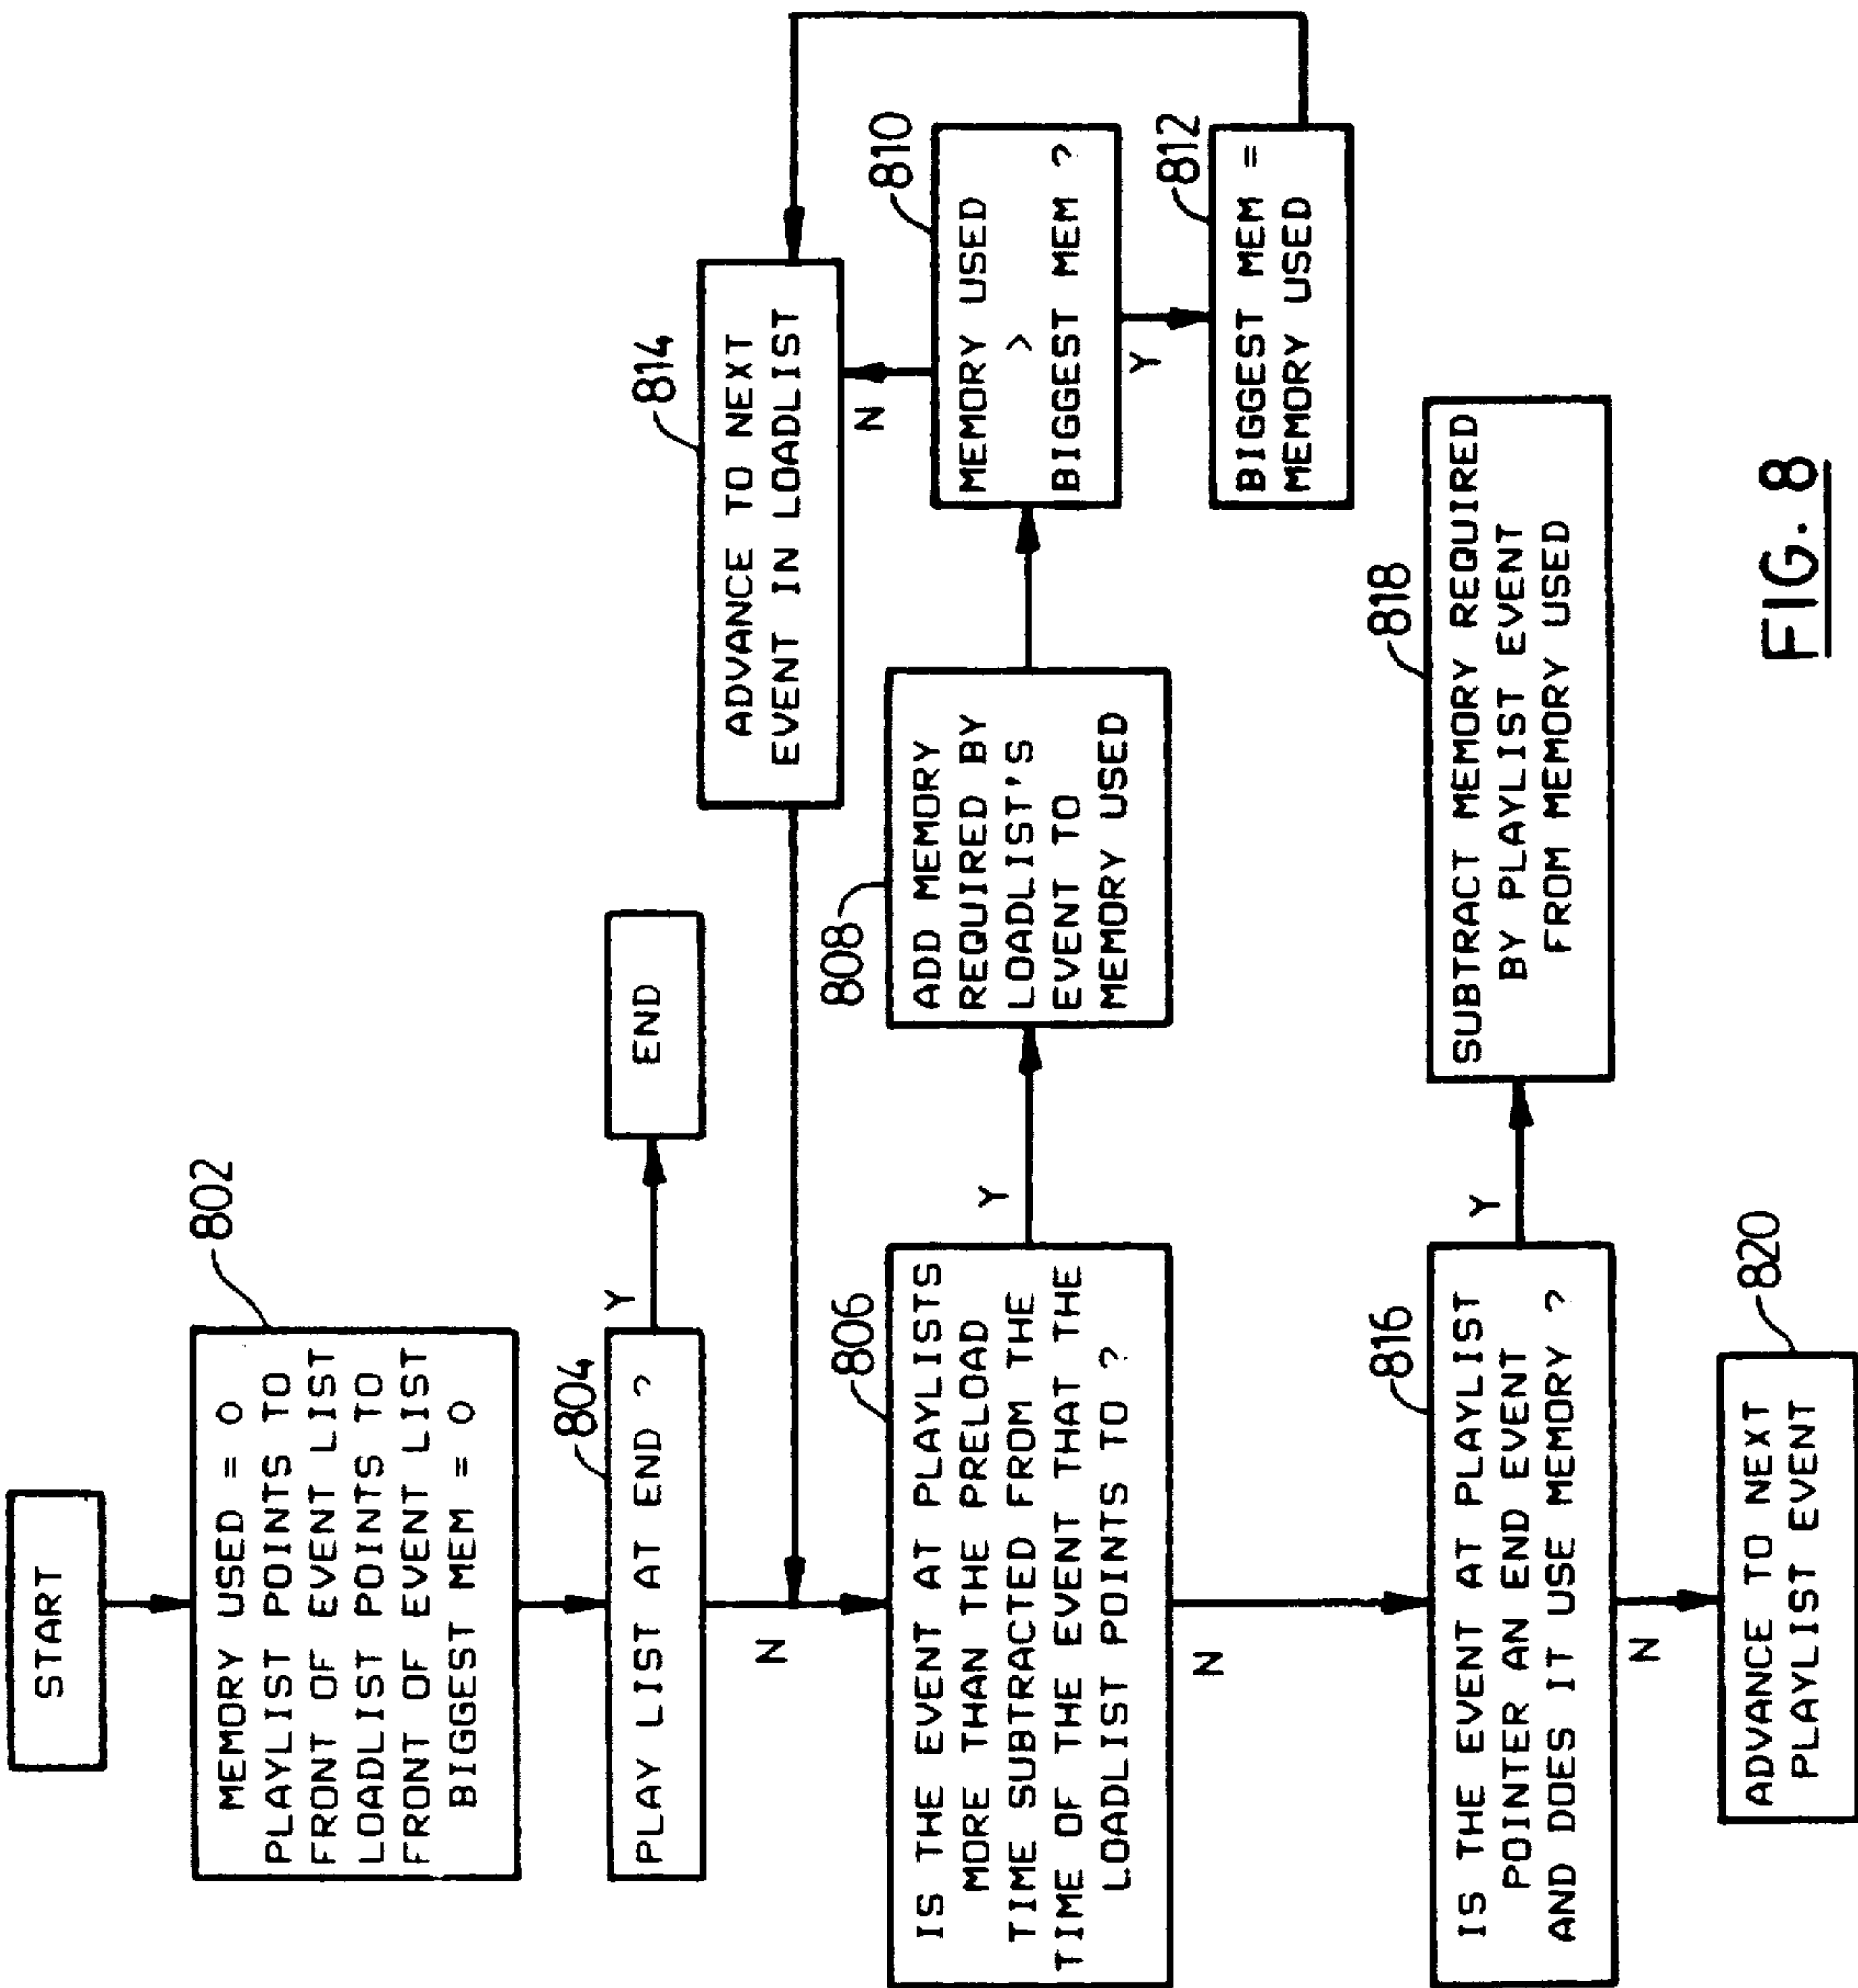 START
802
MEMORY USED = 0
PLAYLIST POINTS TO
FRONT OF EVENT LIST
LOADLIST POINTS TO
FRONT OF EVENT LIST
BIGGEST MEM = 0
804
PLAY LIST AT END ?
Y
END
N
806
IS THE EVENT AT PLAYLISTS
MORE THAN THE PRELOAD
TIME SUBTRACTED FROM THE
TIME OF THE EVENT THAT THE
LOADLIST POINTS TO ?
Y
808
ADD MEMORY
REQUIRED BY
LOADLIST'S
EVENT TO
MEMORY USED
810
MEMORY USED
>
BIGGEST MEM ?
Y
812
BIGGEST MEM =
MEMORY USED
N
814
ADVANCE TO NEXT
EVENT IN LOADLIST
N
816
IS THE EVENT AT PLAYLIST
POINTER AN END EVENT
AND DOES IT USE MEMORY ?
Y
818
SUBTRACT MEMORY REQUIRED
BY PLAYLIST EVENT
FROM MEMORY USED
N
820
ADVANCE TO NEXT
PLAYLIST EVENT
FIG. 8